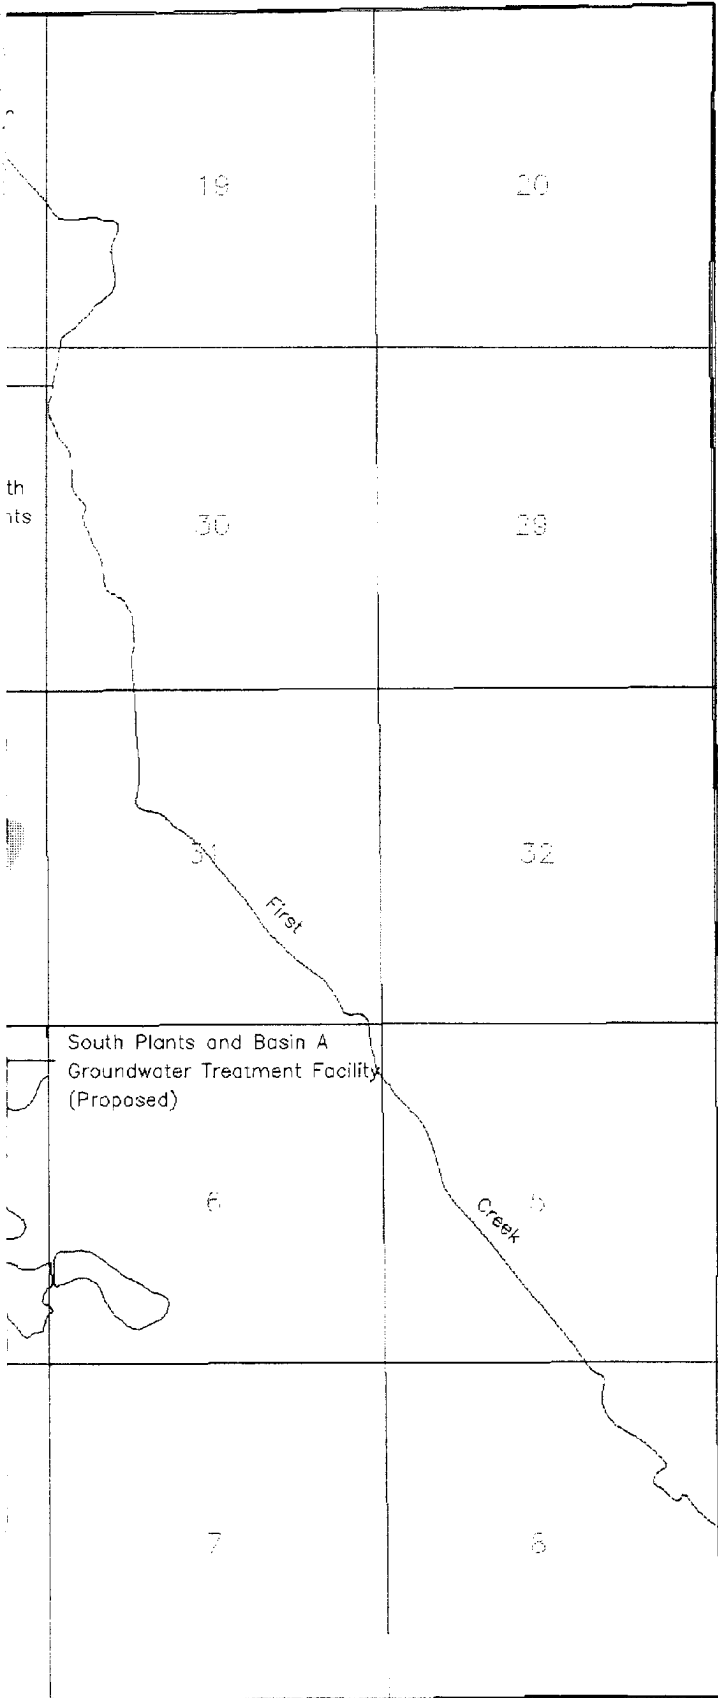 19
20
th
nts
30
29
31
32
First
South Plants and Basin A
Groundwater Treatment Facility
(Proposed)
6
5
Creek
7
8